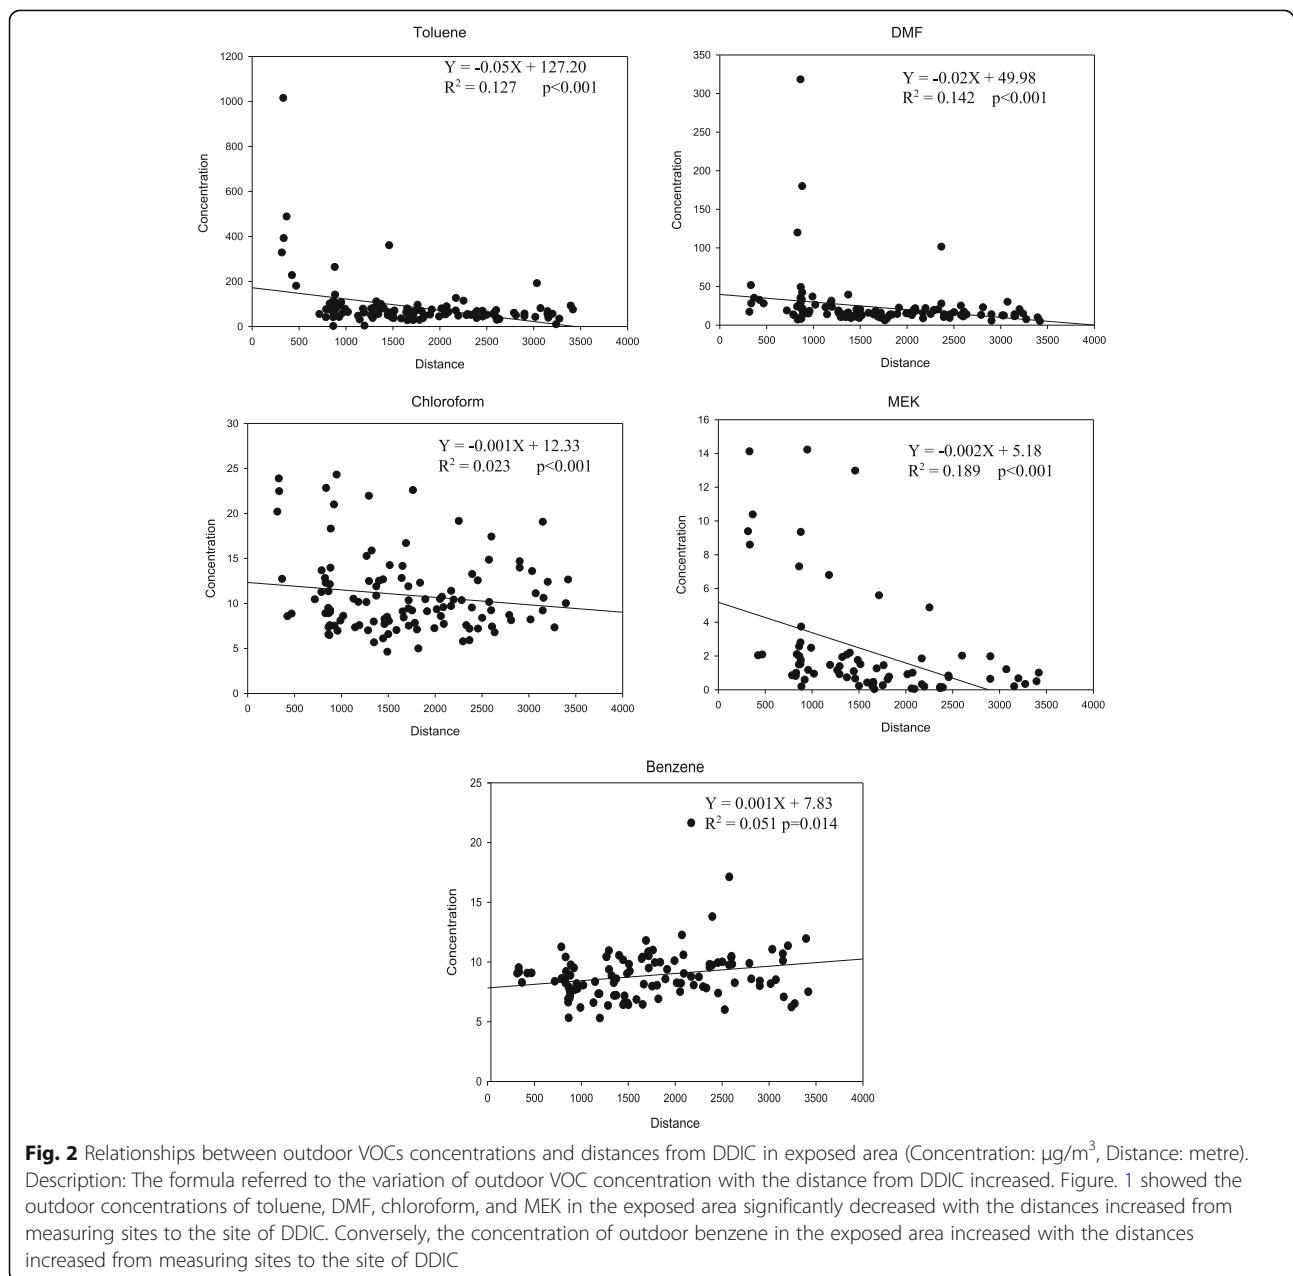 Toluene
Y = -0.05X + 127.20
R² = 0.127 p<0.001
1200
1000
800
600
400
200
0
Concentration
0 500 1000 1500 2000 2500 3000 3500 4000
Distance
DMF
Y = -0.02X + 49.98
R² = 0.142 p<0.001
350
300
250
200
150
100
50
0
Concentration
0 500 1000 1500 2000 2500 3000 3500 4000
Distance
Chloroform
Y = -0.001X + 12.33
R² = 0.023 p<0.001
30
25
20
15
10
5
0
Concentration
0 500 1000 1500 2000 2500 3000 3500 4000
Distance
MEK
Y = -0.002X + 5.18
R² = 0.189 p<0.001
16
14
12
10
8
6
4
2
0
Concentration
0 500 1000 1500 2000 2500 3000 3500 4000
Distance
Benzene
Y = 0.001X + 7.83
R² = 0.051 p=0.014
25
20
15
10
5
0
Concentration
0 500 1000 1500 2000 2500 3000 3500 4000
Distance
Fig. 2 Relationships between outdoor VOCs concentrations and distances from DDIC in exposed area (Concentration: μg/m³, Distance: metre).
Description: The formula referred to the variation of outdoor VOC concentration with the distance from DDIC increased. Figure. 1 showed the
outdoor concentrations of toluene, DMF, chloroform, and MEK in the exposed area significantly decreased with the distances increased from
measuring sites to the site of DDIC. Conversely, the concentration of outdoor benzene in the exposed area increased with the distances
increased from measuring sites to the site of DDIC